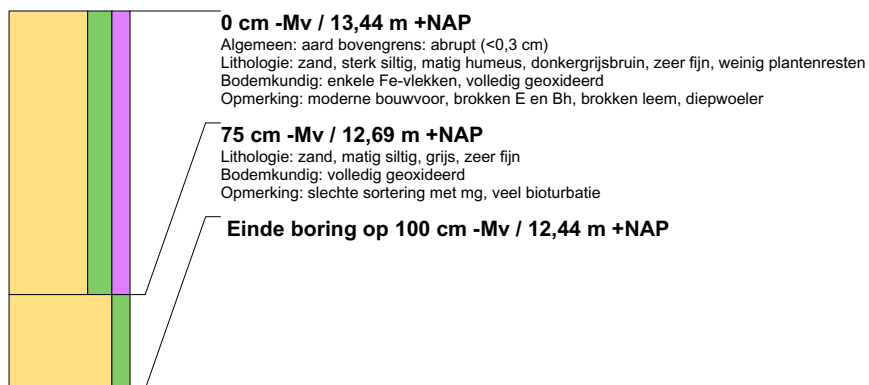 0 cm -Mv / 13,44 m +NAP
Algemeen: aard bovengrens: abrupt (<0,3 cm)
Lithologie: zand, sterk siltig, matig humeus, donkergrijsbruin, zeer fijn, weinig plantenresten
Bodemkundig: enkele Fe-vlekken, volledig geoxideerd
Opmerking: moderne bouwvoor, brokken E en Bh, brokken leem, diepwoeler
75 cm -Mv / 12,69 m +NAP
Lithologie: zand, matig siltig, grijs, zeer fijn
Bodemkundig: volledig geoxideerd
Opmerking: slechte sortering met mg, veel bioturbatie
Einde boring op 100 cm -Mv / 12,44 m +NAP